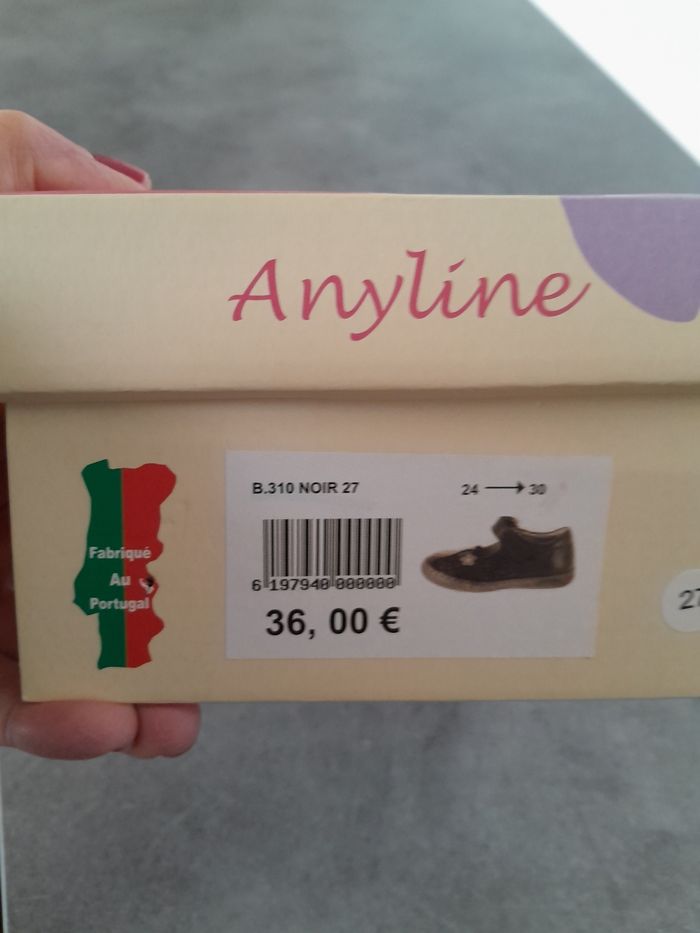 Anyline
B.310 NOIR 27
24 → 30
6 197940 000000
36, 00 €
Fabriqué
Au
Portugal
27